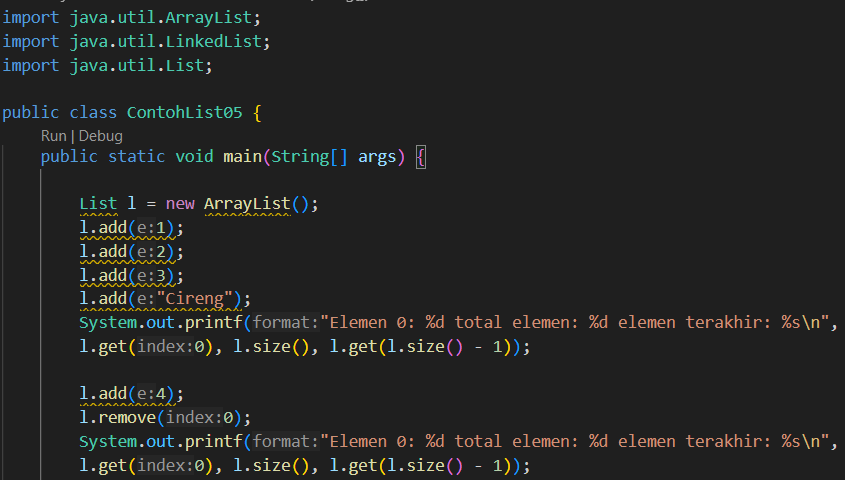 import java.util.ArrayList;
import java.util.LinkedList;
import java.util.List;
public class ContohList05 {
Run | Debug
public static void main(String[] args) {
List l = new ArrayList();
l.add(e:1);
l.add(e:2);
l.add(e:3);
l.add(e:"Cireng");
System.out.printf(format:"Elemen 0: %d total elemen: %d elemen terakhir: %s\n",
l.get(index:0), l.size(), l.get(l.size() - 1));
l.add(e:4);
l.remove(index:0);
System.out.printf(format:"Elemen 0: %d total elemen: %d elemen terakhir: %s\n",
l.get(index:0), l.size(), l.get(l.size() - 1));